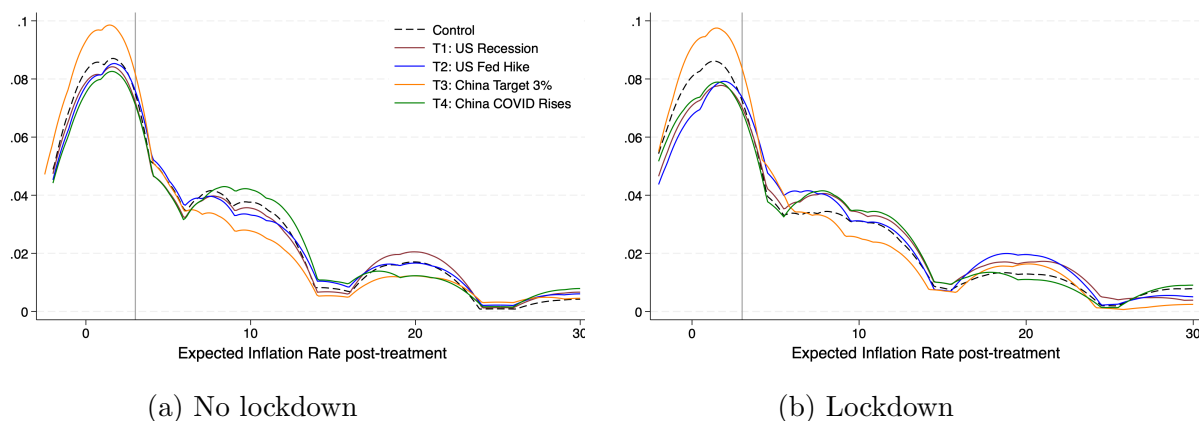 .1
.08
.06
.04
.02
0
0
10
20
30
Expected Inflation Rate post-treatment
Control
T1: US Recession
T2: US Fed Hike
T3: China Target 3%
T4: China COVID Rises
(a) No lockdown
.1
.08
.06
.04
.02
0
0
10
20
30
Expected Inflation Rate post-treatment
(b) Lockdown